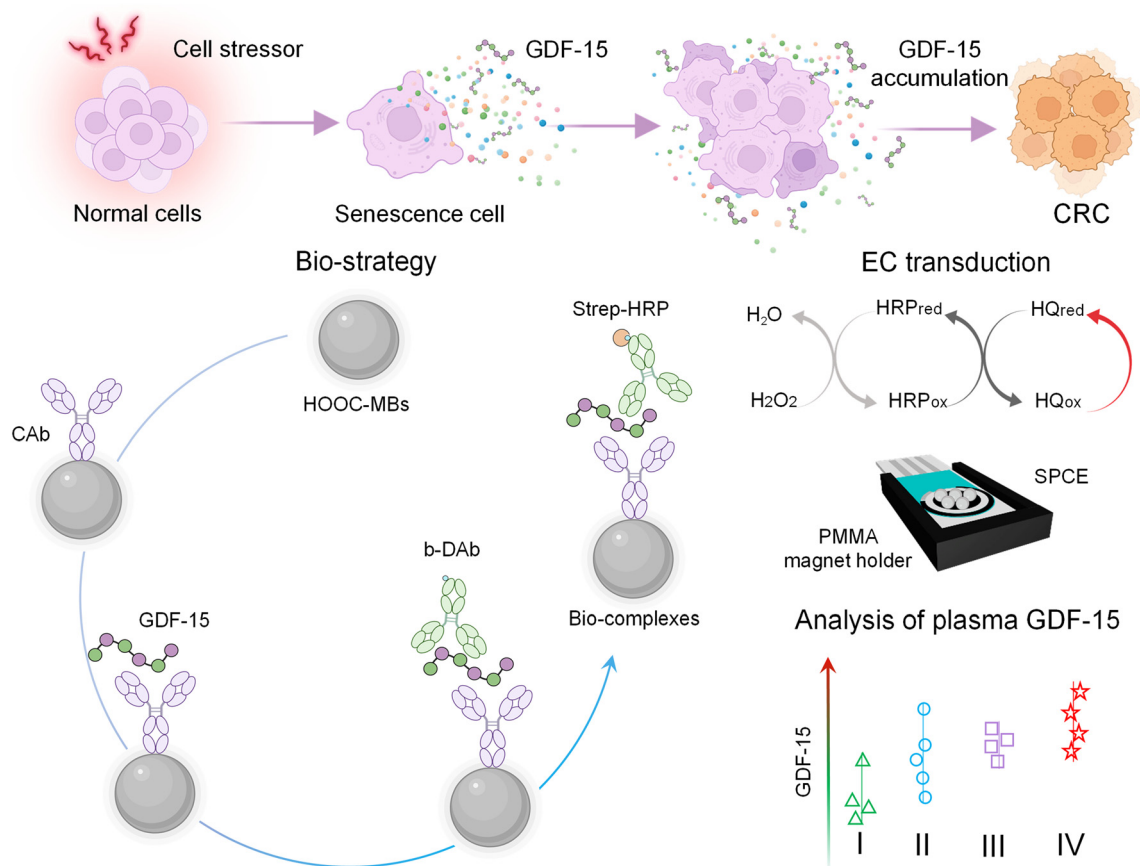 Cell stressor
GDF-15
GDF-15
accumulation
Normal cells
Senescence cell
CRC
Bio-strategy
HOOC-MBs
CAb
GDF-15
b-DAb
Strep-HRP
Bio-complexes
EC transduction
H₂O
HRPred
HQred
H2O2
HRPox
HQox
SPCE
PMMA
magnet holder
Analysis of plasma GDF-15
GDF-15
I II III IV